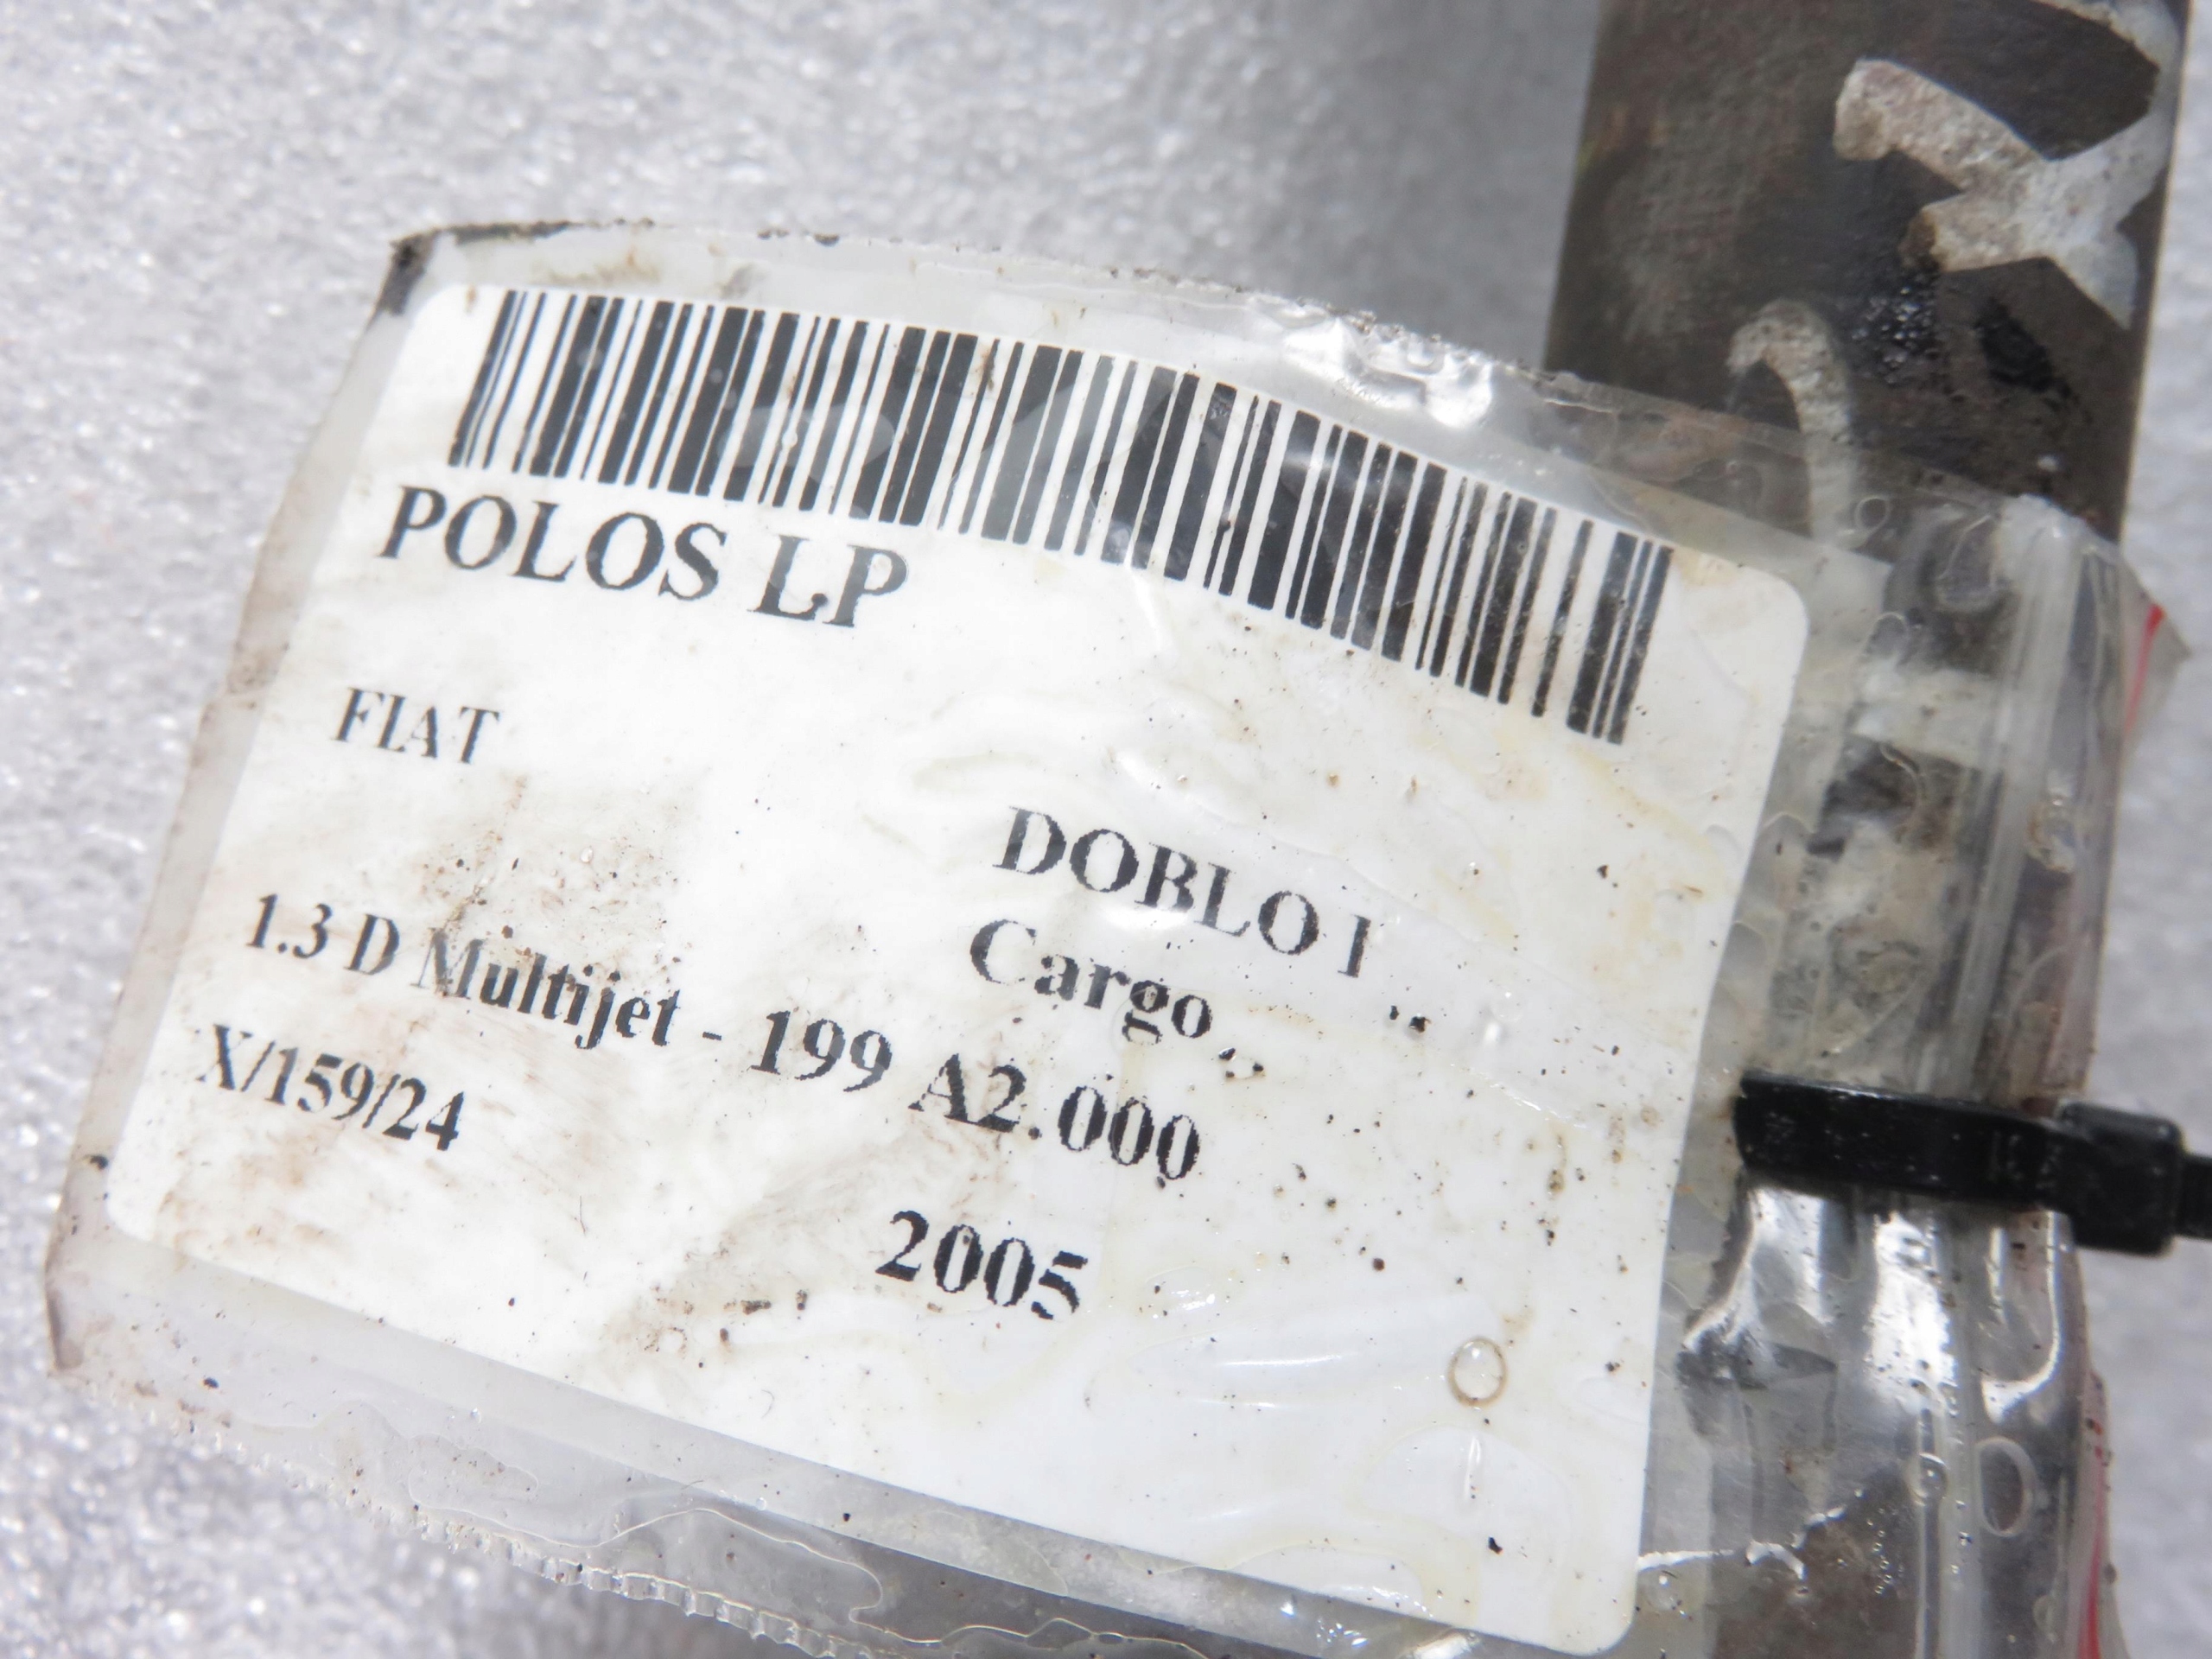 POLOS LP
FIAT
DOBLO I
Cargo
1.3 D Multijet - 199 A2.000
X/159/24
2005